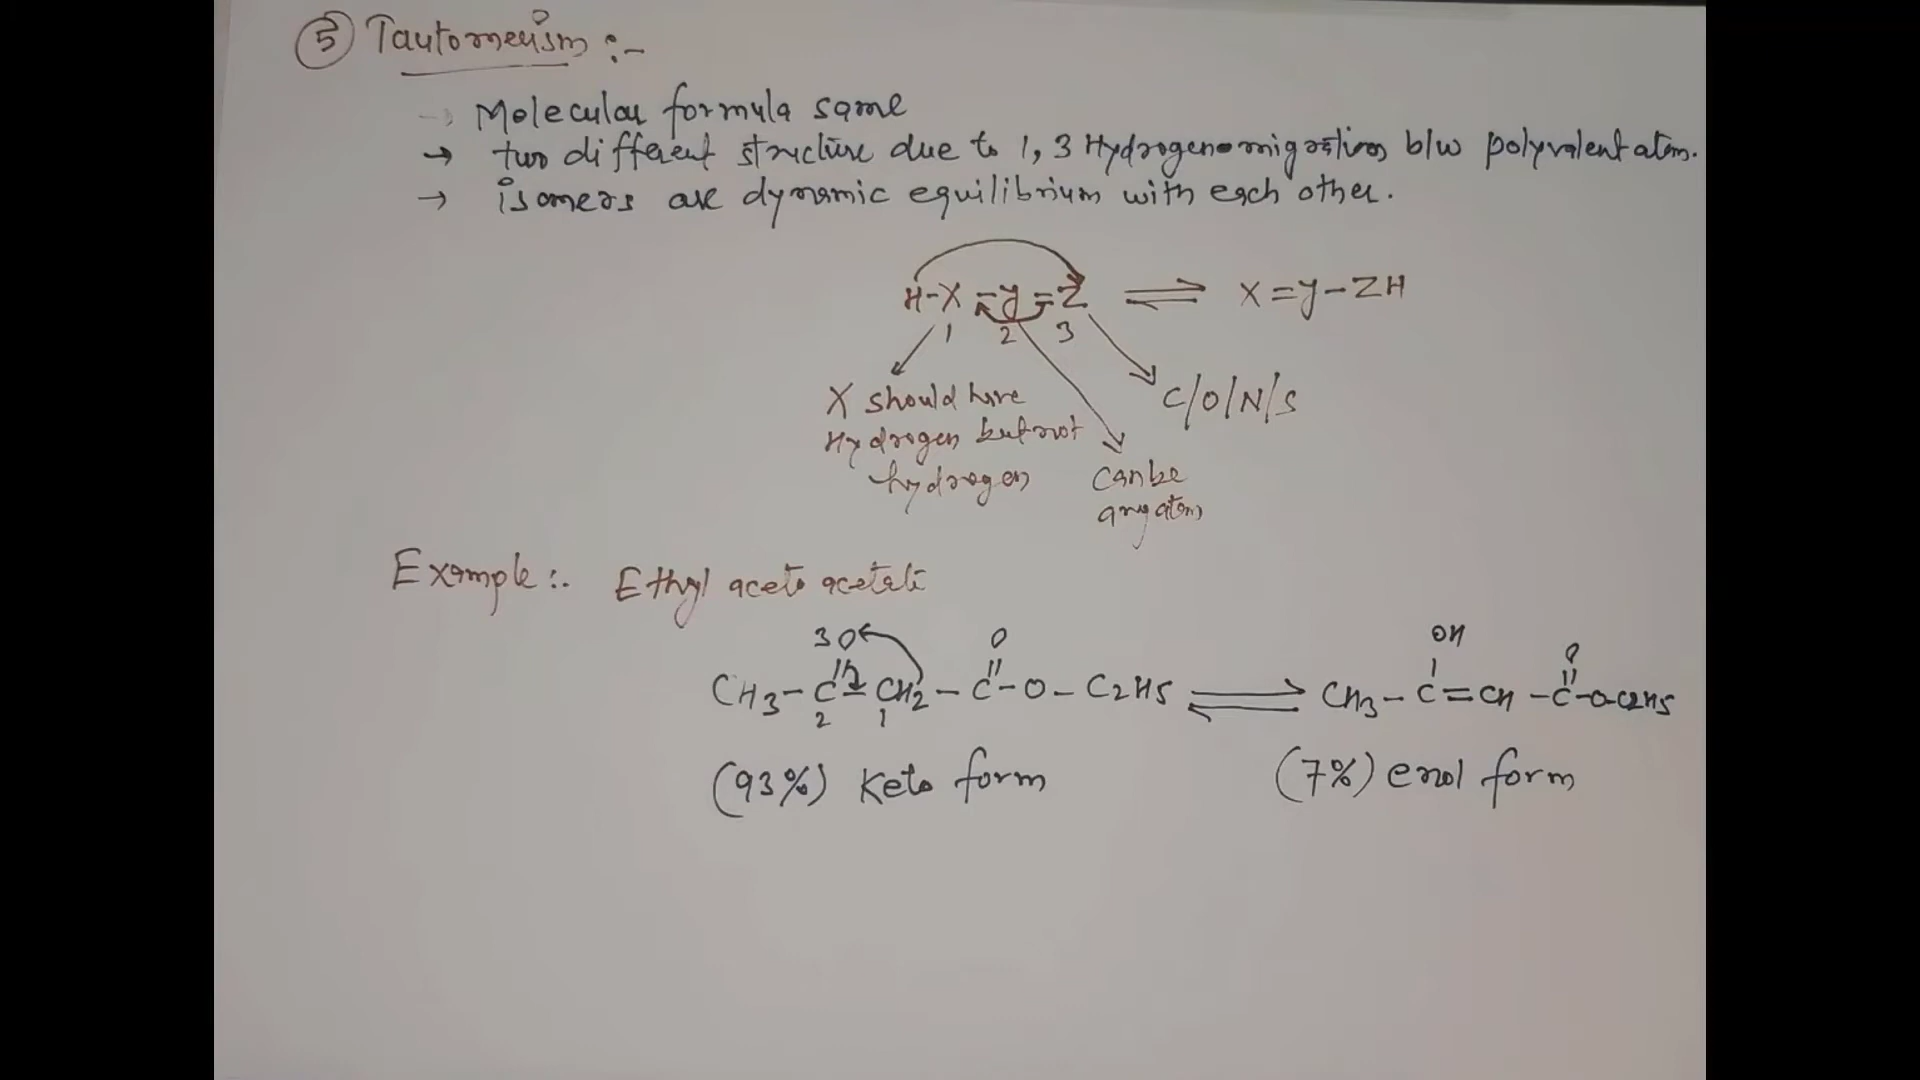 ⑤ Tautomerism :-
→ Molecular formula same
→ two different structure due to 1, 3 Hydrogen migration b/w polyvalent atom.
→ isomers are dynamic equilibrium with each other.
H-X-Y=Z ⇌ X=Y-ZH
1 2 3
X should have
Hydrogen but not
hydrogen
C/O/N/S
Can be
any atom
Example :. Ethyl aceto acetate
3 O O OH O
CH3-C-CH2-C-O-C2H5 ⇌ CH3-C=CH-C-O-C2H5
2 1
(93%) Keto form (7%) enol form